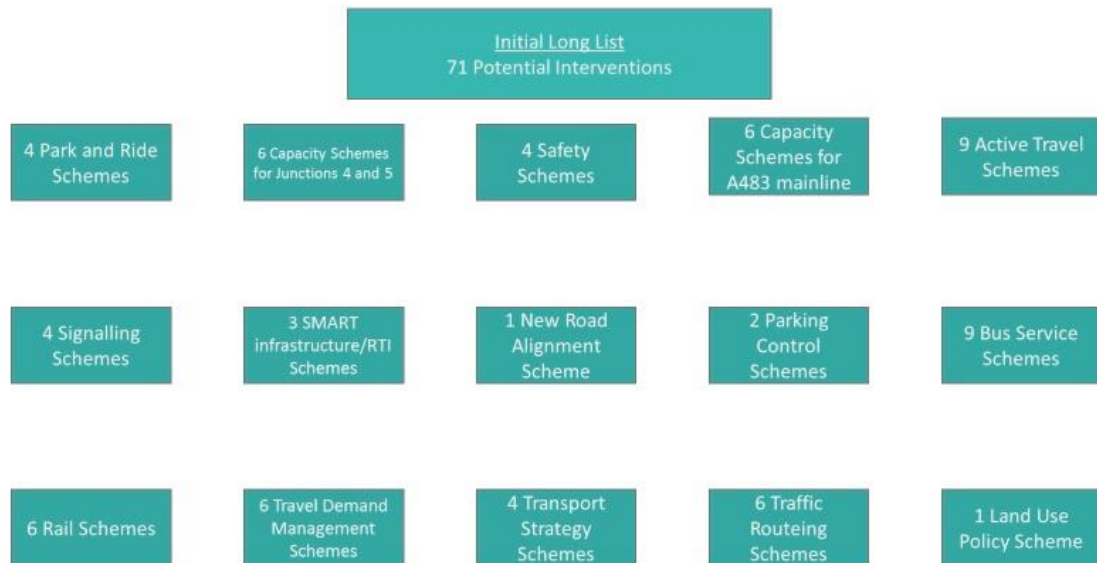 Initial Long List
71 Potential Interventions
4 Park and Ride
Schemes
6 Capacity Schemes
for Junctions 4 and 5
4 Safety
Schemes
6 Capacity
Schemes for
A483 mainline
9 Active Travel
Schemes
4 Signalling
Schemes
3 SMART
infrastructure/RTI
Schemes
1 New Road
Alignment
Scheme
2 Parking
Control
Schemes
9 Bus Service
Schemes
6 Rail Schemes
6 Travel Demand
Management
Schemes
4 Transport
Strategy
Schemes
6 Traffic
Routeing
Schemes
1 Land Use
Policy Scheme